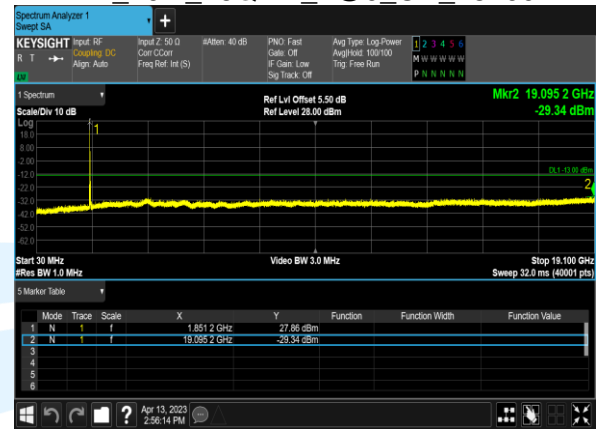 Spectrum Analyzer 1
Swept SA
+
KEYSIGHT Input: RF Input Z: 50 Ω #Atten: 40 dB PNO: Fast Avg Type: Log-Power 1 2 3 4 5 6
R T Coupling: DC Corr CCorr Gate: Off Avg|Hold: 100/100 M W W W W W
Align: Auto Freq Ref: Int (S) IF Gain: Low Trig: Free Run
Sig Track: Off P N N N N N
1 Spectrum Ref Lvl Offset 5.50 dB Mkr2 19.095 2 GHz
Scale/Div 10 dB Ref Level 28.00 dBm -29.34 dBm
Log
1
18.0
8.00
-2.00
-12.0 DL1 -13.00 dBm
-22.0 2
-32.0
-42.0
-52.0
-62.0
Start 30 MHz Video BW 3.0 MHz Stop 19.100 GHz
#Res BW 1.0 MHz Sweep 32.0 ms (40001 pts)
5 Marker Table
Mode Trace Scale X Y Function Function Width Function Value
1 N 1 f 1.851 2 GHz 27.86 dBm
2 N 1 f 19.095 2 GHz -29.34 dBm
3
4
5
6
? Apr 13, 2023
2:56:14 PM